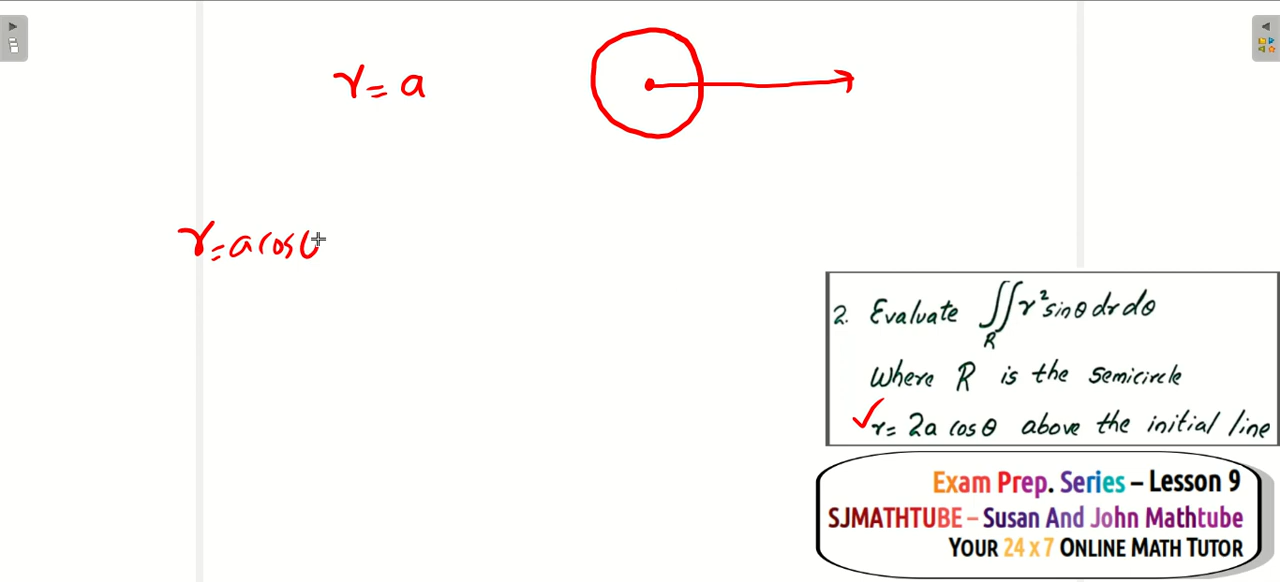 r = a
r = a cos
2. Evaluate ∬_R r² sinθ dr dθ
Where R is the semicircle
✓ r = 2a cos θ above the initial line
Exam Prep. Series – Lesson 9
SJMATHTUBE – Susan And John Mathtube
YOUR 24 x 7 ONLINE MATH TUTOR